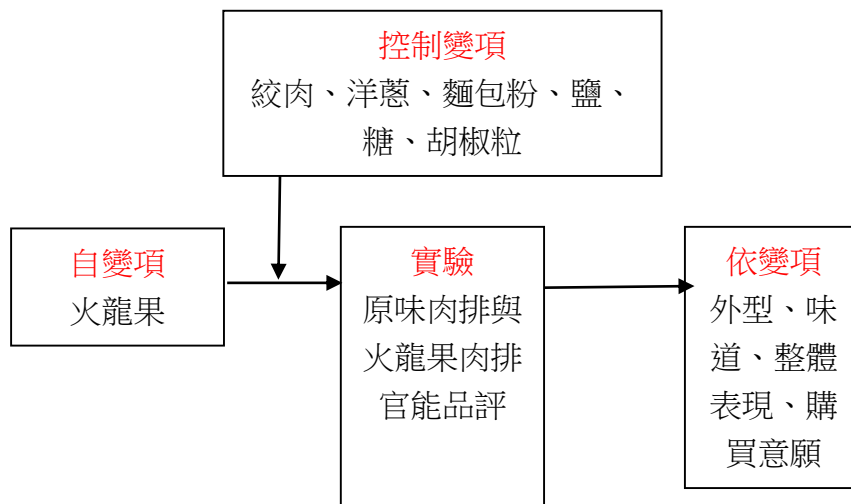 控制變項
絞肉、洋蔥、麵包粉、鹽、
糖、胡椒粒
自變項
火龍果
實驗
原味肉排與
火龍果肉排
官能品評
依變項
外型、味
道、整體
表現、購
買意願